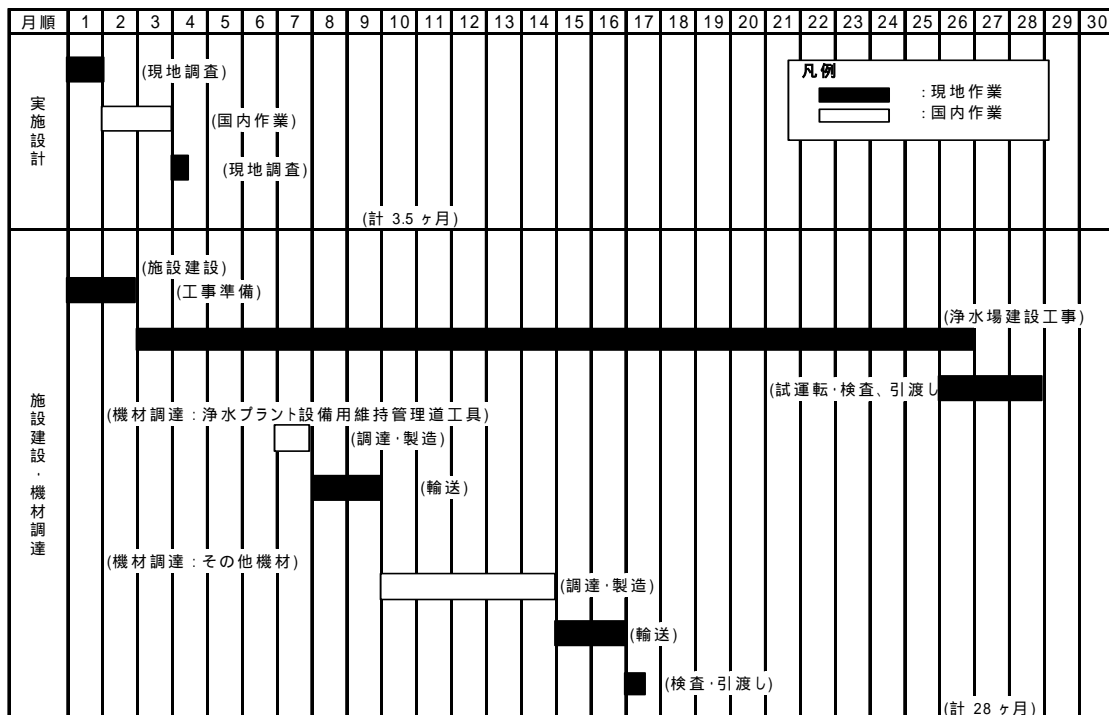 月順 1 2 3 4 5 6 7 8 9 10 11 12 13 14 15 16 17 18 19 20 21 22 23 24 25 26 27 28 29 30
実施設計
(現地調査)
凡例
:現地作業
:国内作業
(国内作業)
(現地調査)
(計 3.5 ヶ月)
施設建設・機材調達
(施設建設)
(工事準備)
(浄水場建設工事)
(試運転・検査、引渡し
(機材調達:浄水プラント設備用維持管理道工具)
(調達・製造)
(輸送)
(機材調達:その他機材)
(調達・製造)
(輸送)
(検査・引渡し)
(計 28 ヶ月)